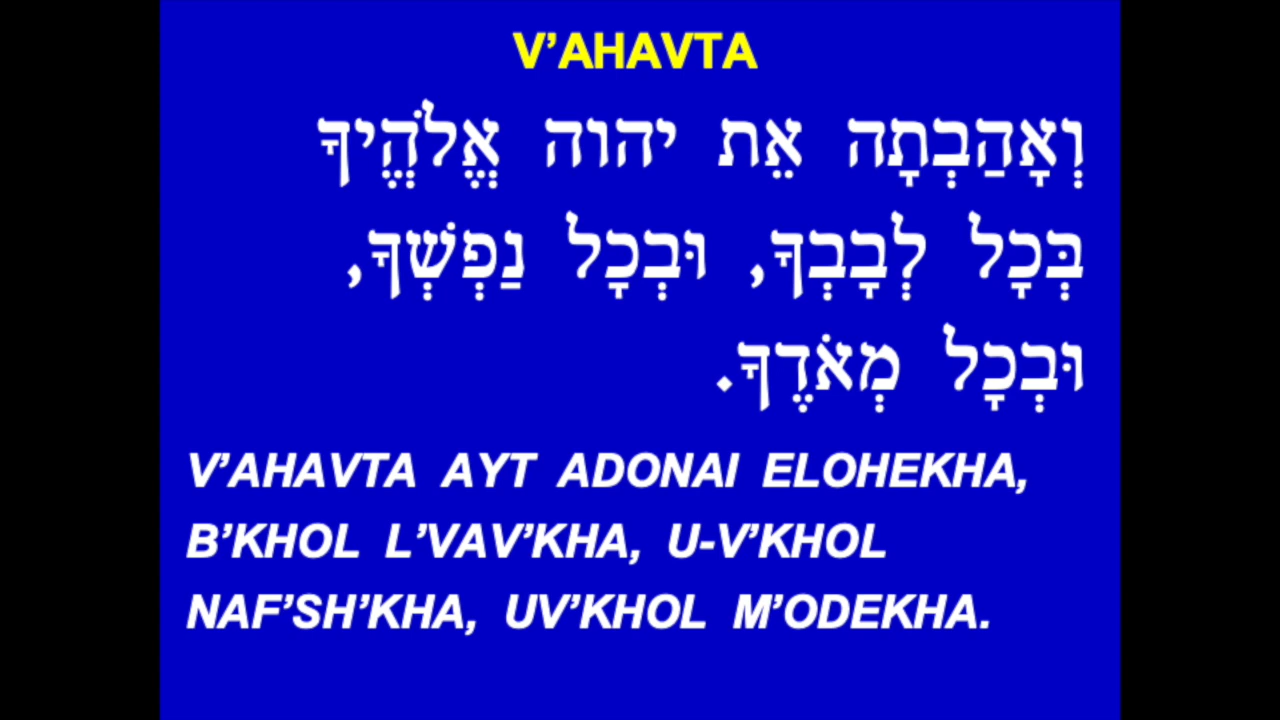 V’AHAVTA
וְאָהַבְתָה אֵת יהוה אֱלֹהֶיךָ
בְּכָל לְבָבְךָ, וּבְכָל נַפְשְׁךָ,
וּבְכָל מְאֹדֶךָ.
V’AHAVTA AYT ADONAI ELOHEKHA,
B’KHOL L’VAV’KHA, U-V’KHOL
NAF’SH’KHA, UV’KHOL M’ODEKHA.